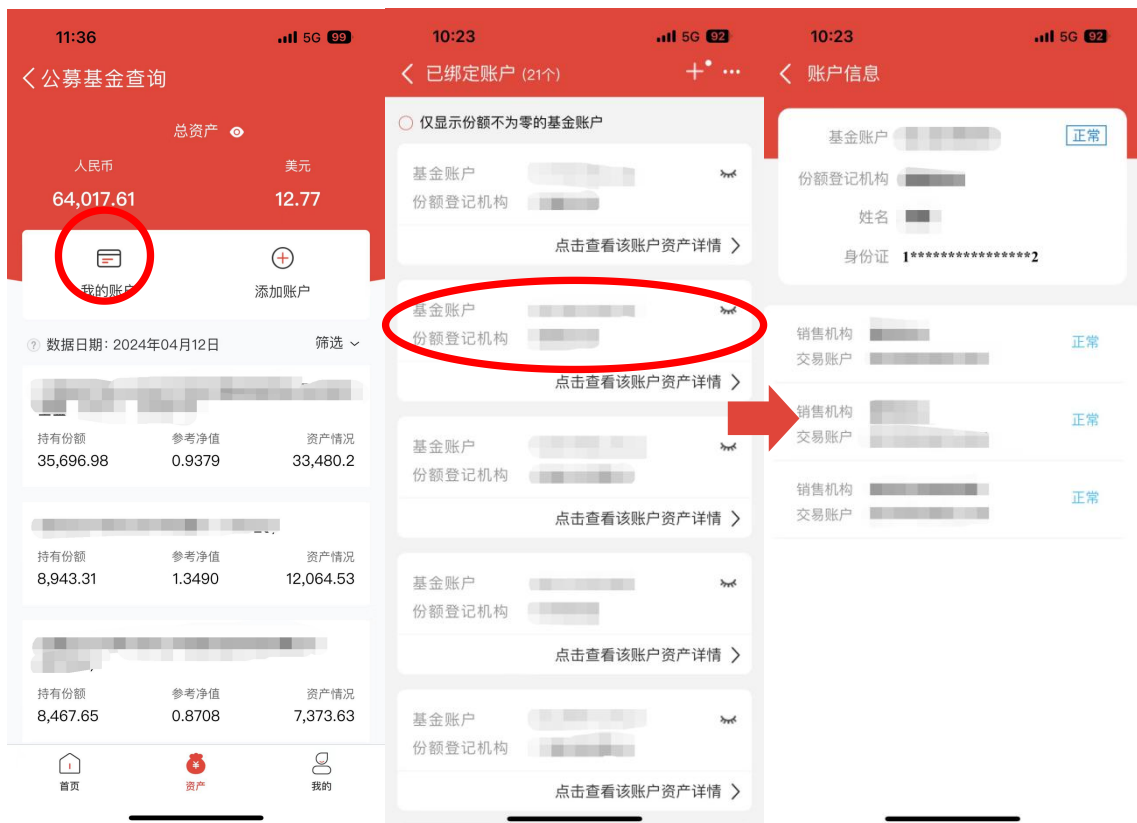 11:36
5G 99
公募基金查询
总资产
人民币 美元
64,017.61 12.77
我的账户 添加账户
数据日期: 2024年04月12日 筛选
持有份额 参考净值 资产情况
35,696.98 0.9379 33,480.2
持有份额 参考净值 资产情况
8,943.31 1.3490 12,064.53
持有份额 参考净值 资产情况
8,467.65 0.8708 7,373.63
首页 资产 我的
10:23
5G 92
已绑定账户 (21个)
仅显示份额不为零的基金账户
基金账户
份额登记机构
点击查看该账户资产详情
基金账户
份额登记机构
点击查看该账户资产详情
基金账户
份额登记机构
点击查看该账户资产详情
基金账户
份额登记机构
点击查看该账户资产详情
基金账户
份额登记机构
点击查看该账户资产详情
10:23
5G 92
账户信息
基金账户 正常
份额登记机构
姓名
身份证 1****************2
销售机构
正常
交易账户
销售机构
正常
交易账户
销售机构
正常
交易账户